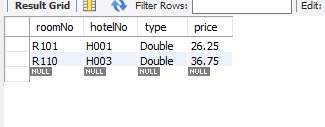 Result Grid Filter Rows: Edit:
roomNo hotelNo type price
R101 H001 Double 26.25
R110 H003 Double 36.75
NULL NULL NULL NULL